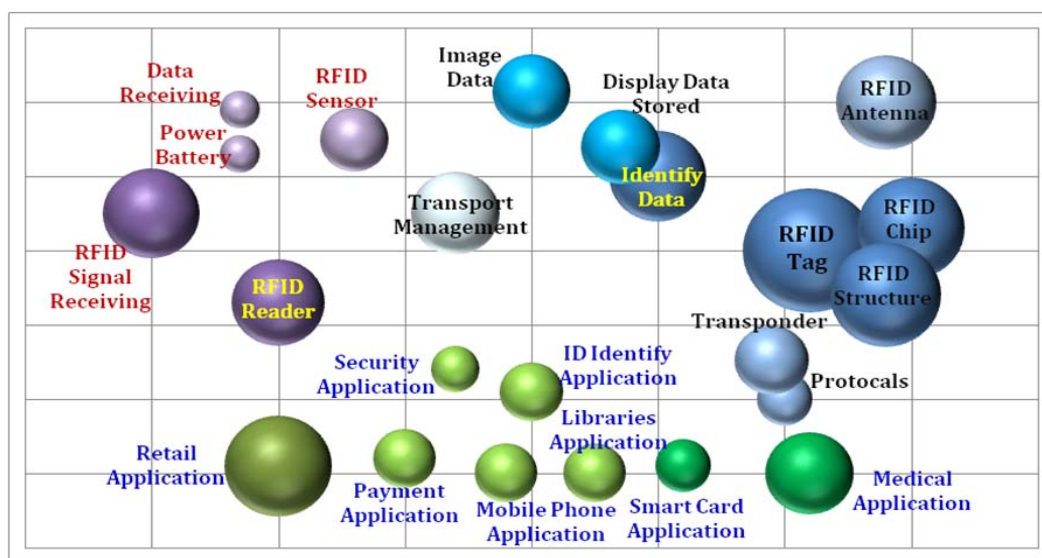 Data
Receiving
Power
Battery
RFID
Sensor
Image
Data
Display Data
Stored
Identify
Data
RFID
Antenna
RFID
Signal
Receiving
Transport
Management
RFID
Tag
RFID
Chip
RFID
Structure
RFID
Reader
Transponder
Protocals
Security
Application
ID Identify
Application
Libraries
Application
Retail
Application
Payment
Application
Mobile Phone
Application
Smart Card
Application
Medical
Application